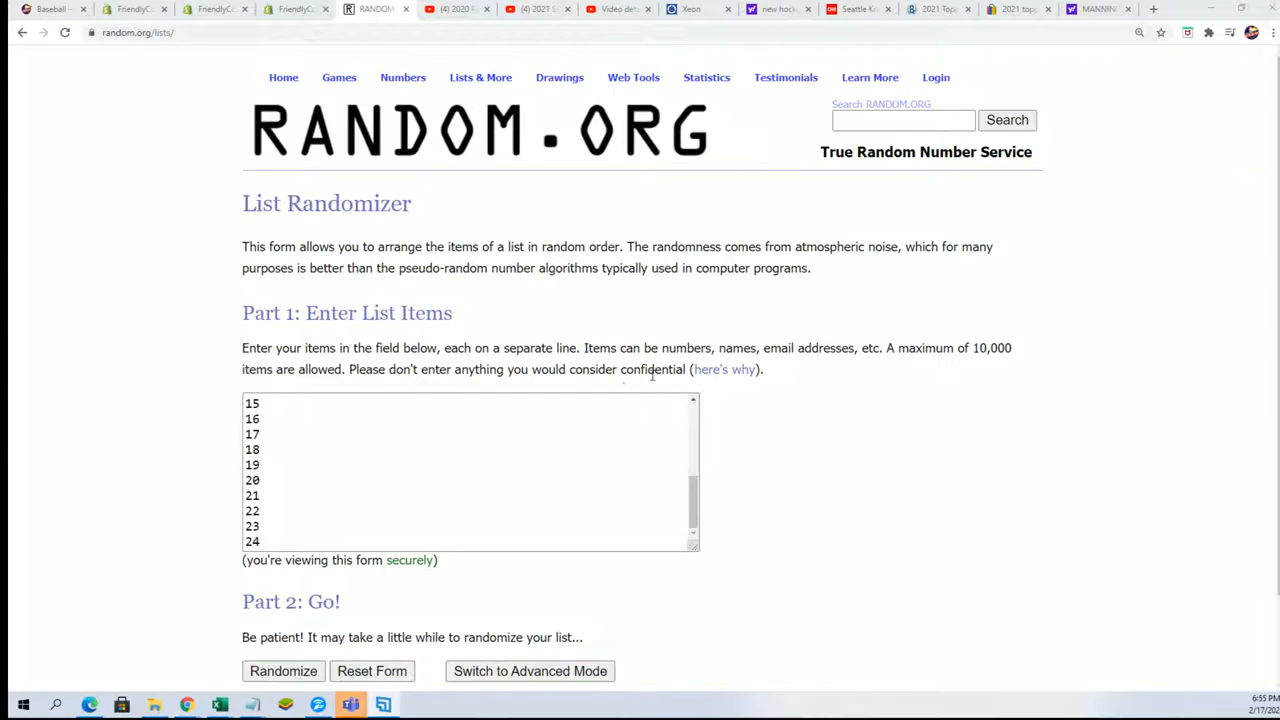 Baseball
FriendlyCo
FriendlyCo
FriendlyCo
RANDOM
(4) 2020
(4) 2021 S
Video de
Xeon
new hock
Seattle K
2021 Topp
2021 topp
MANNIN
random.org/lists/
Home Games Numbers Lists & More Drawings Web Tools Statistics Testimonials Learn More Login
RANDOM.ORG
Search RANDOM.ORG
Search
True Random Number Service
List Randomizer
This form allows you to arrange the items of a list in random order. The randomness comes from atmospheric noise, which for many
purposes is better than the pseudo-random number algorithms typically used in computer programs.
Part 1: Enter List Items
Enter your items in the field below, each on a separate line. Items can be numbers, names, email addresses, etc. A maximum of 10,000
items are allowed. Please don't enter anything you would consider confidential (here's why).
15
16
17
18
19
20
21
22
23
24
(you're viewing this form securely)
Part 2: Go!
Be patient! It may take a little while to randomize your list...
Randomize Reset Form Switch to Advanced Mode
6:55 PM
2/17/202